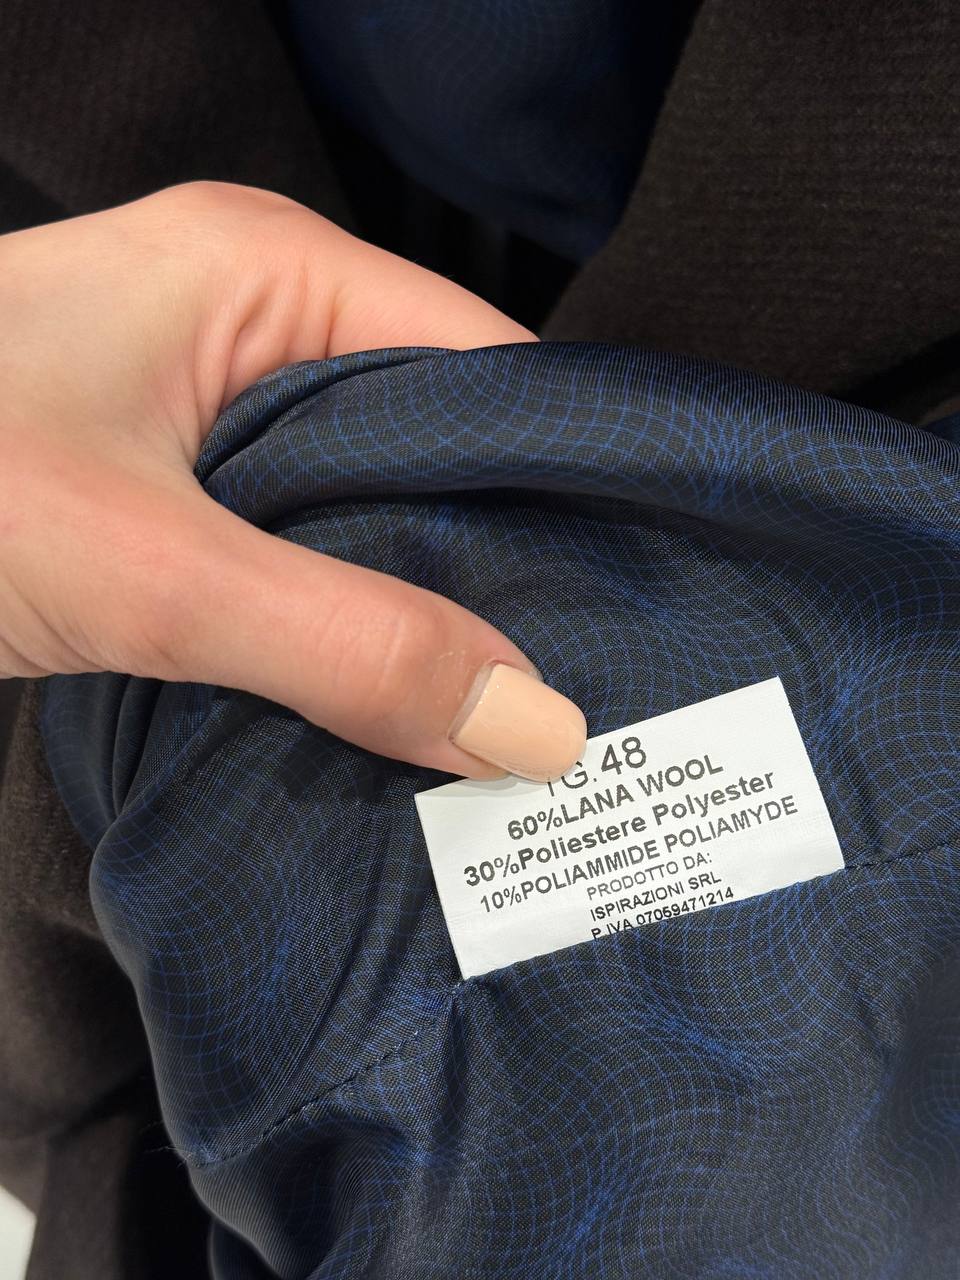 TG.48
60%LANA WOOL
30%Poliestere Polyester
10%POLIAMMIDE POLIAMYDE
PRODOTTO DA:
ISPIRAZIONI SRL
P.IVA 07059471214